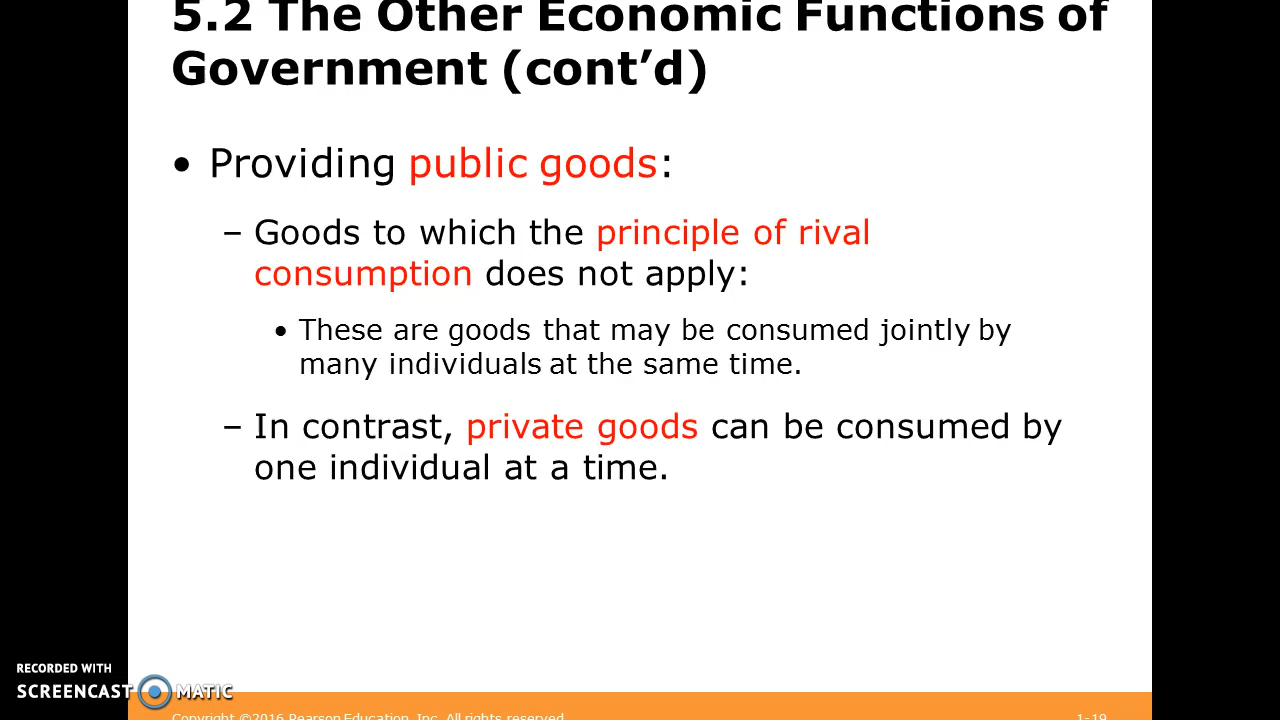 5.2 The Other Economic Functions of
Government (cont’d)
• Providing public goods:
– Goods to which the principle of rival
consumption does not apply:
• These are goods that may be consumed jointly by
many individuals at the same time.
– In contrast, private goods can be consumed by
one individual at a time.
RECORDED WITH
SCREENCAST MATIC
Copyright ©2016 Pearson Education, Inc. All rights reserved.
1-19